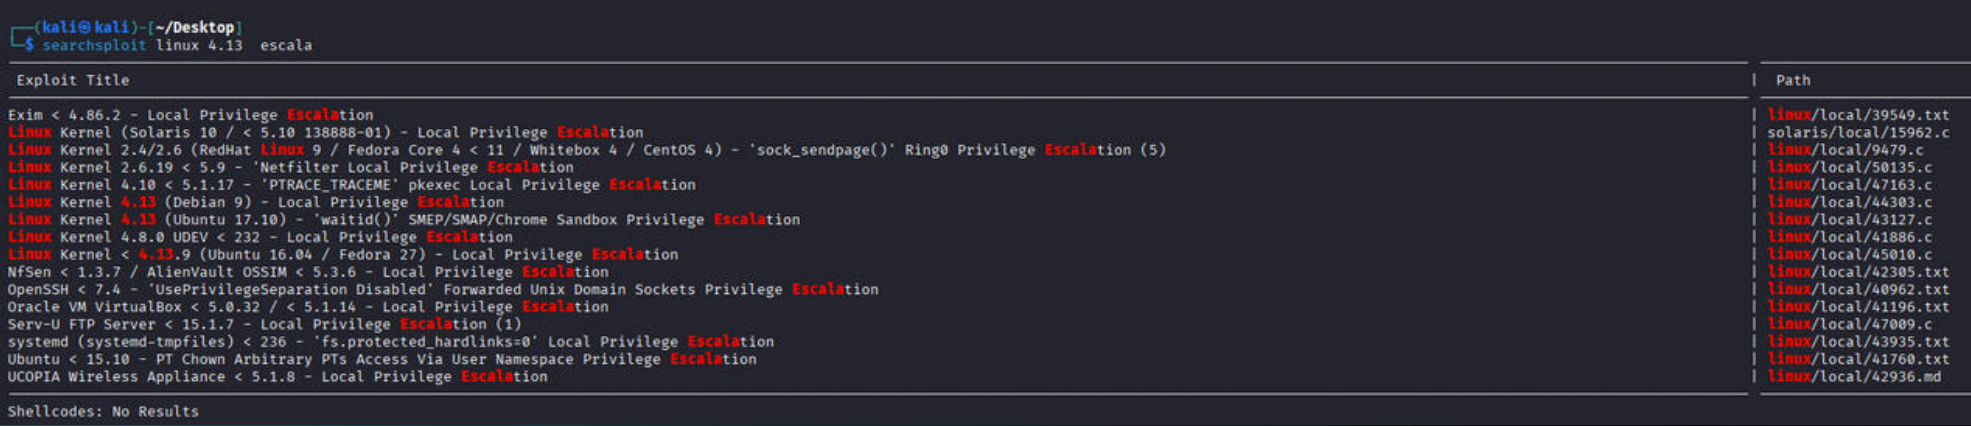 (kali㉿kali)-[~/Desktop]
$ searchsploit linux 4.13  escala
Exploit Title | Path
Exim < 4.86.2 - Local Privilege Escalation | linux/local/39549.txt
Linux Kernel (Solaris 10 / < 5.10 138888-01) - Local Privilege Escalation | solaris/local/15962.c
Linux Kernel 2.4/2.6 (RedHat Linux 9 / Fedora Core 4 < 11 / Whitebox 4 / CentOS 4) - 'sock_sendpage()' Ring0 Privilege Escalation (5) | linux/local/9479.c
Linux Kernel 2.6.19 < 5.9 - 'Netfilter Local Privilege Escalation | linux/local/50135.c
Linux Kernel 4.10 < 5.1.17 - 'PTRACE_TRACEME' pkexec Local Privilege Escalation | linux/local/47163.c
Linux Kernel 4.13 (Debian 9) - Local Privilege Escalation | linux/local/44303.c
Linux Kernel 4.13 (Ubuntu 17.10) - 'waitid()' SMEP/SMAP/Chrome Sandbox Privilege Escalation | linux/local/43127.c
Linux Kernel 4.8.0 UDEV < 232 - Local Privilege Escalation | linux/local/41886.c
Linux Kernel < 4.13.9 (Ubuntu 16.04 / Fedora 27) - Local Privilege Escalation | linux/local/45010.c
NfSen < 1.3.7 / AlienVault OSSIM < 5.3.6 - Local Privilege Escalation | linux/local/42305.txt
OpenSSH < 7.4 - 'UsePrivilegeSeparation Disabled' Forwarded Unix Domain Sockets Privilege Escalation | linux/local/40962.txt
Oracle VM VirtualBox < 5.0.32 / < 5.1.14 - Local Privilege Escalation | linux/local/41196.txt
Serv-U FTP Server < 15.1.7 - Local Privilege Escalation (1) | linux/local/47009.c
systemd (systemd-tmpfiles) < 236 - 'fs.protected_hardlinks=0' Local Privilege Escalation | linux/local/43935.txt
Ubuntu < 15.10 - PT Chown Arbitrary PTs Access Via User Namespace Privilege Escalation | linux/local/41760.txt
UCOPIA Wireless Appliance < 5.1.8 - Local Privilege Escalation | linux/local/42936.md
Shellcodes: No Results